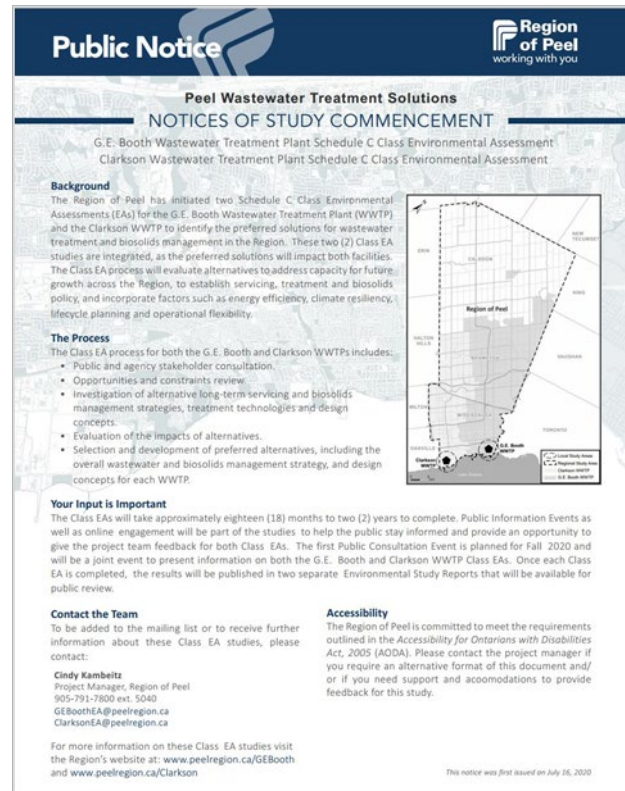 Public Notice
Region
of Peel
working with you
Peel Wastewater Treatment Solutions
NOTICES OF STUDY COMMENCEMENT
G.E. Booth Wastewater Treatment Plant Schedule C Class Environmental Assessment
Clarkson Wastewater Treatment Plant Schedule C Class Environmental Assessment
Background
The Region of Peel has initiated two Schedule C Class Environmental
Assessments (EAs) for the G.E. Booth Wastewater Treatment Plant (WWTP)
and the Clarkson WWTP to identify the preferred solutions for wastewater
treatment and biosolids management in the Region. These two (2) Class EA
studies are integrated, as the preferred solutions will impact both facilities.
The Class EA process will evaluate alternatives to address capacity for future
growth across the Region, to establish servicing, treatment and biosolids
policy, and incorporate factors such as energy efficiency, climate resiliency,
lifecycle planning and operational flexibility.
The Process
The Class EA process for both the G.E. Booth and Clarkson WWTPs includes:
• Public and agency stakeholder consultation.
• Opportunities and constraints review.
• Investigation of alternative long-term servicing and biosolids
management strategies, treatment technologies and design
concepts.
• Evaluation of the impacts of alternatives.
• Selection and development of preferred alternatives, including the
overall wastewater and biosolids management strategy, and design
concepts for each WWTP.
ERIN
CALEDON
NEW
TECUMSETH
KING
Region of Peel
HALTON
HILLS
VAUGHAN
MILTON
TORONTO
OAKVILLE
Clarkson
WWTP
G.E. Booth
WWTP
Local Study Areas
Regional Study Area
Clarkson WWTP
G.E. Booth WWTP
Your Input is Important
The Class EAs will take approximately eighteen (18) months to two (2) years to complete. Public Information Events as
well as online engagement will be part of the studies to help the public stay informed and provide an opportunity to
give the project team feedback for both Class EAs. The first Public Consultation Event is planned for Fall 2020 and
will be a joint event to present information on both the G.E. Booth and Clarkson WWTP Class EAs. Once each Class
EA is completed, the results will be published in two separate Environmental Study Reports that will be available for
public review.
Contact the Team
To be added to the mailing list or to receive further
information about these Class EA studies, please
contact:
Cindy Kambeitz
Project Manager, Region of Peel
905-791-7800 ext. 5040
GEBoothEA@peelregion.ca
ClarksonEA@peelregion.ca
For more information on these Class EA studies visit
the Region's website at: www.peelregion.ca/GEBooth
and www.peelregion.ca/Clarkson
Accessibility
The Region of Peel is committed to meet the requirements
outlined in the Accessibility for Ontarians with Disabilities
Act, 2005 (AODA). Please contact the project manager if
you require an alternative format of this document and/
or if you need support and acoomodations to provide
feedback for this study.
This notice was first issued on July 16, 2020